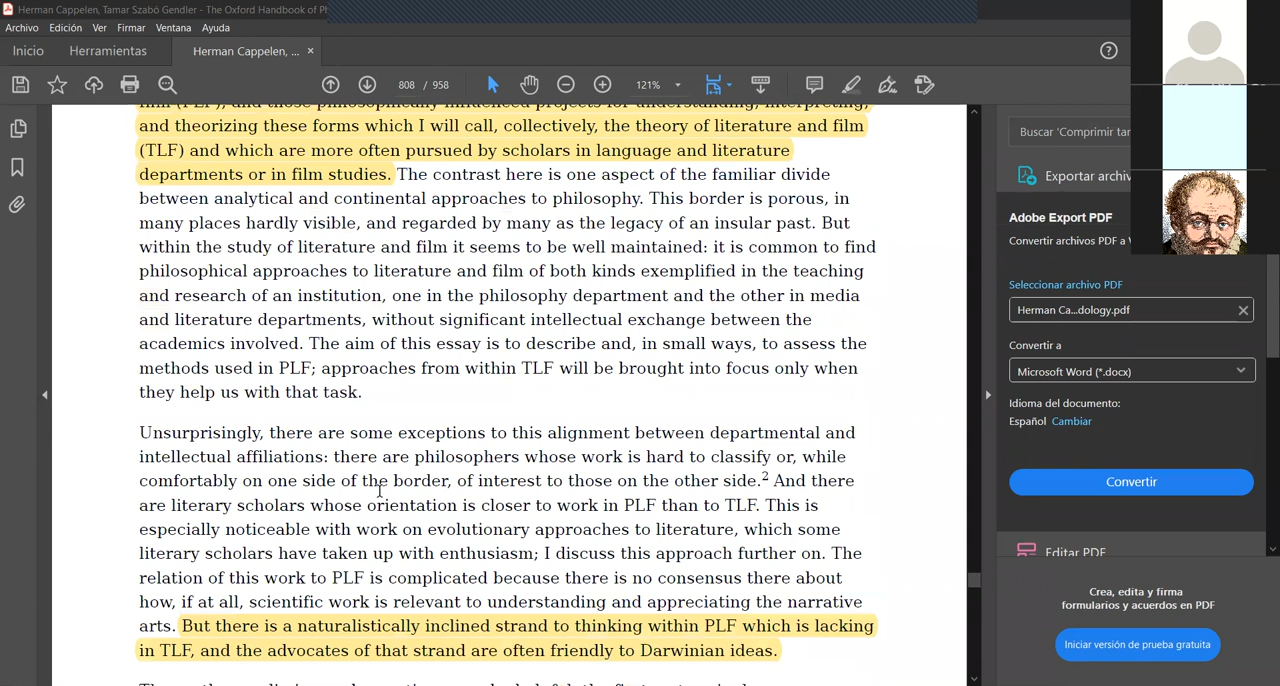 Herman Cappelen, Tamar Szabó Gendler - The Oxford Handbook of Ph
Archivo Edición Ver Firmar Ventana Ayuda
Inicio Herramientas Herman Cappelen, ... ×
808 / 958 121%
film (PLF), and those philosophically influenced projects for understanding, interpreting,
and theorizing these forms which I will call, collectively, the theory of literature and film
(TLF) and which are more often pursued by scholars in language and literature
departments or in film studies. The contrast here is one aspect of the familiar divide
between analytical and continental approaches to philosophy. This border is porous, in
many places hardly visible, and regarded by many as the legacy of an insular past. But
within the study of literature and film it seems to be well maintained: it is common to find
philosophical approaches to literature and film of both kinds exemplified in the teaching
and research of an institution, one in the philosophy department and the other in media
and literature departments, without significant intellectual exchange between the
academics involved. The aim of this essay is to describe and, in small ways, to assess the
methods used in PLF; approaches from within TLF will be brought into focus only when
they help us with that task.
Unsurprisingly, there are some exceptions to this alignment between departmental and
intellectual affiliations: there are philosophers whose work is hard to classify or, while
comfortably on one side of the border, of interest to those on the other side.2 And there
are literary scholars whose orientation is closer to work in PLF than to TLF. This is
especially noticeable with work on evolutionary approaches to literature, which some
literary scholars have taken up with enthusiasm; I discuss this approach further on. The
relation of this work to PLF is complicated because there is no consensus there about
how, if at all, scientific work is relevant to understanding and appreciating the narrative
arts. But there is a naturalistically inclined strand to thinking within PLF which is lacking
in TLF, and the advocates of that strand are often friendly to Darwinian ideas.
Buscar 'Comprimir tar
Exportar archiv
Adobe Export PDF
Convertir archivos PDF a
Seleccionar archivo PDF
Herman Ca...dology.pdf
Convertir a
Microsoft Word (*.docx)
Idioma del documento:
Español Cambiar
Convertir
Editar PDF
Crea, edita y firma
formularios y acuerdos en PDF
Iniciar versión de prueba gratuita